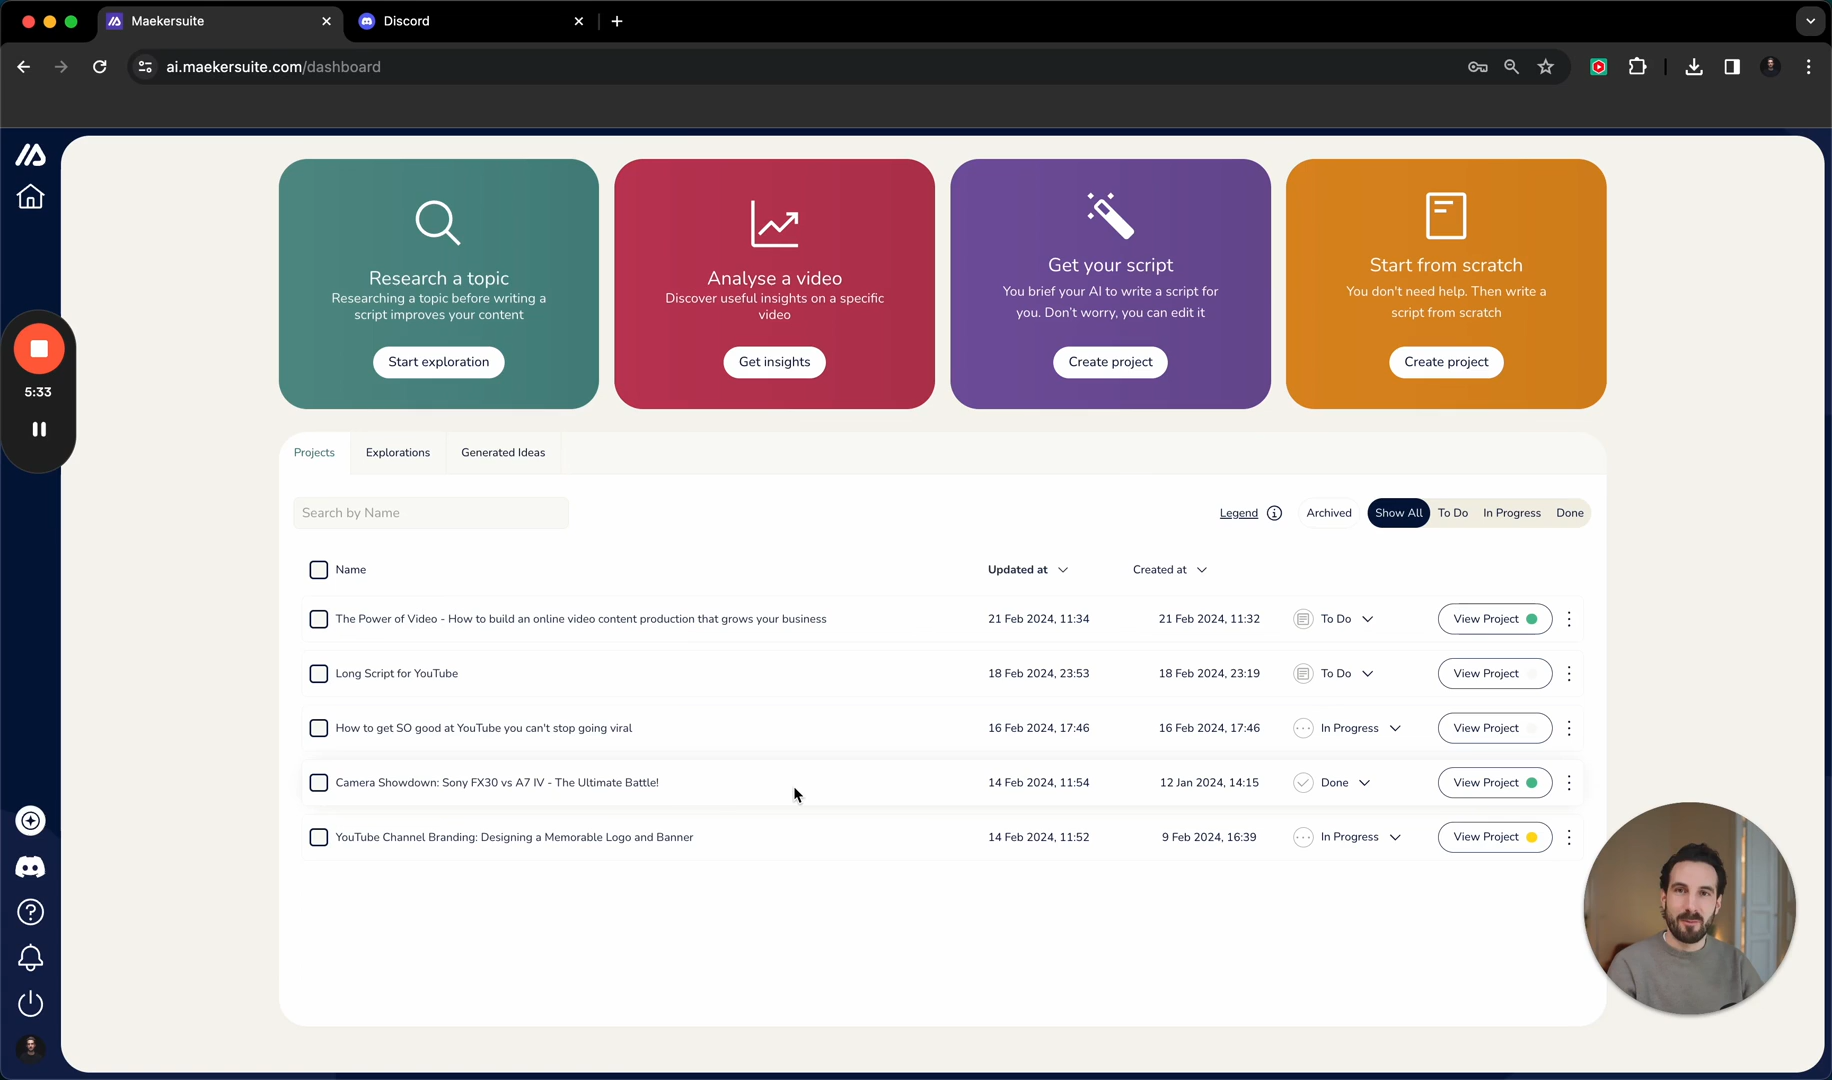 Maekersuite
Discord
ai.maekersuite.com/dashboard
Research a topic
Researching a topic before writing a
script improves your content
Start exploration
Analyse a video
Discover useful insights on a specific
video
Get insights
Get your script
You brief your AI to write a script for
you. Don't worry, you can edit it
Create project
Start from scratch
You don't need help. Then write a
script from scratch
Create project
5:33
Projects
Explorations
Generated Ideas
Search by Name
Legend
Archived
Show All
To Do
In Progress
Done
Name
Updated at
Created at
The Power of Video - How to build an online video content production that grows your business
21 Feb 2024, 11:34
21 Feb 2024, 11:32
To Do
View Project
Long Script for YouTube
18 Feb 2024, 23:53
18 Feb 2024, 23:19
To Do
View Project
How to get SO good at YouTube you can't stop going viral
16 Feb 2024, 17:46
16 Feb 2024, 17:46
In Progress
View Project
Camera Showdown: Sony FX30 vs A7 IV - The Ultimate Battle!
14 Feb 2024, 11:54
12 Jan 2024, 14:15
Done
View Project
YouTube Channel Branding: Designing a Memorable Logo and Banner
14 Feb 2024, 11:52
9 Feb 2024, 16:39
In Progress
View Project